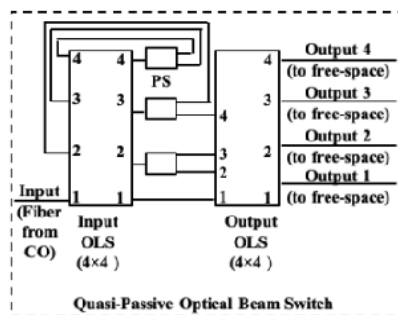 4 4
PS
3 3
2 2
1 1
4
3
2
1
4
3
2
1
Input
(Fiber
from
CO)
Input
OLS
(4×4 )
Output
OLS
(4×4 )
Output 4
(to free-space)
Output 3
(to free-space)
Output 2
(to free-space)
Output 1
(to free-space)
Quasi-Passive Optical Beam Switch